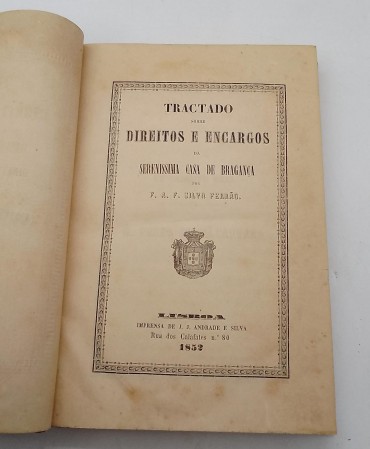 TRACTADO
SOBRE
DIREITOS E ENCARGOS
DA
SERENISSIMA CASA DE BRAGANÇA
POR
F. A. F. SILVA FERRÃO.
LISBOA
IMPRENSA DE J. J. ANDRADE E SILVA
Rua dos Calafates n.º 80
1852